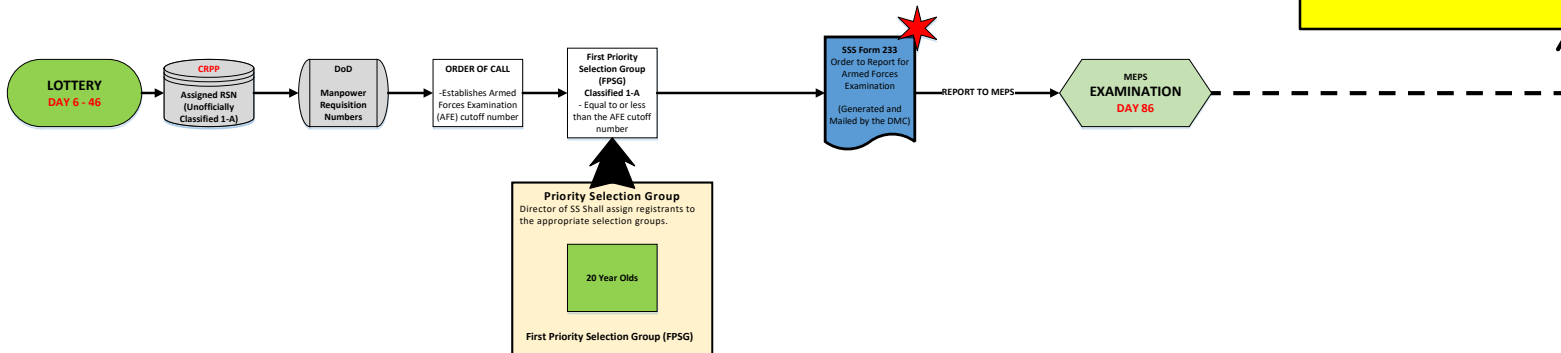 LOTTERY
DAY 6 - 46
CRPP
Assigned RSN
(Unofficially
Classified 1-A)
DoD
Manpower
Requisition
Numbers
ORDER OF CALL
-Establishes Armed
Forces Examination
(AFE) cutoff number
First Priority
Selection Group
(FPSG)
Classified 1-A
- Equal to or less
than the AFE cutoff
number
SSS Form 233
Order to Report for
Armed Forces
Examination
(Generated and
Mailed by the DMC)
REPORT TO MEPS
MEPS
EXAMINATION
DAY 86
Priority Selection Group
Director of SS Shall assign registrants to
the appropriate selection groups.
20 Year Olds
First Priority Selection Group (FPSG)